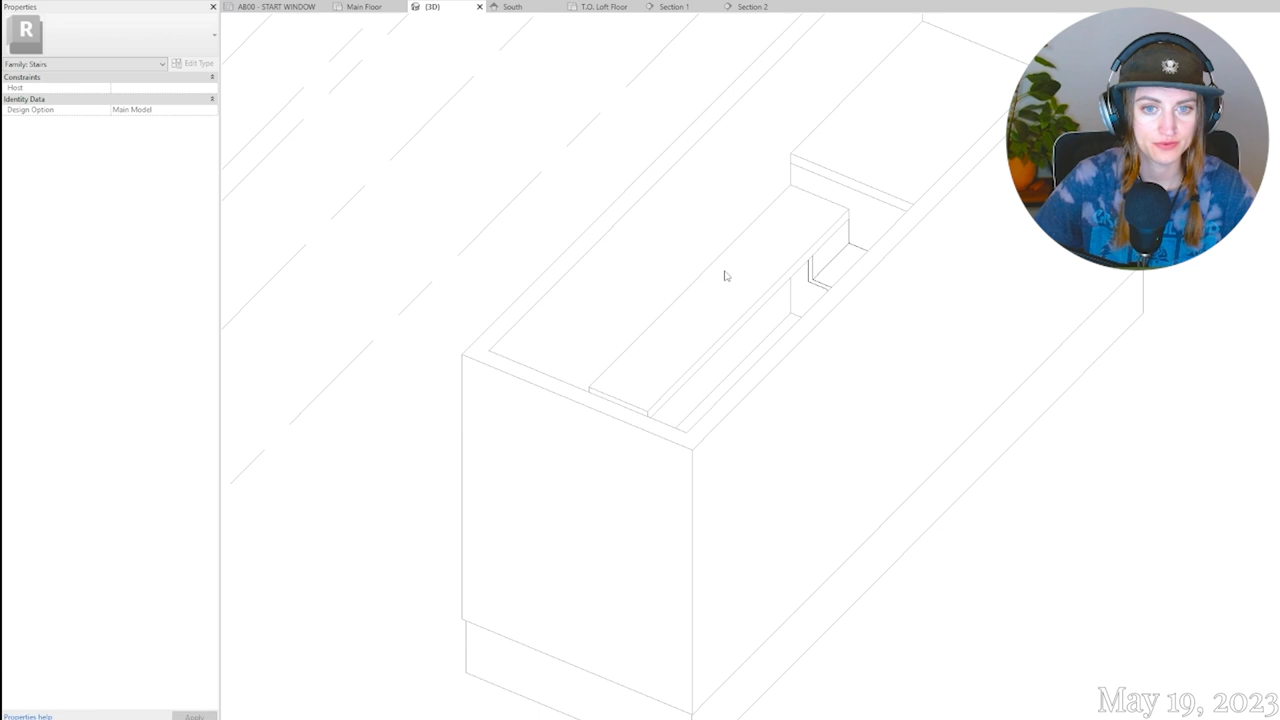 Properties
AB00 - START WINDOW
Main Floor
{3D}
South
T.O. Loft Floor
Section 1
Section 2
R
Family: Stairs
Edit Type
Constraints
Host
Identity Data
Design Option
Main Model
Properties help
Apply
May 19, 2023